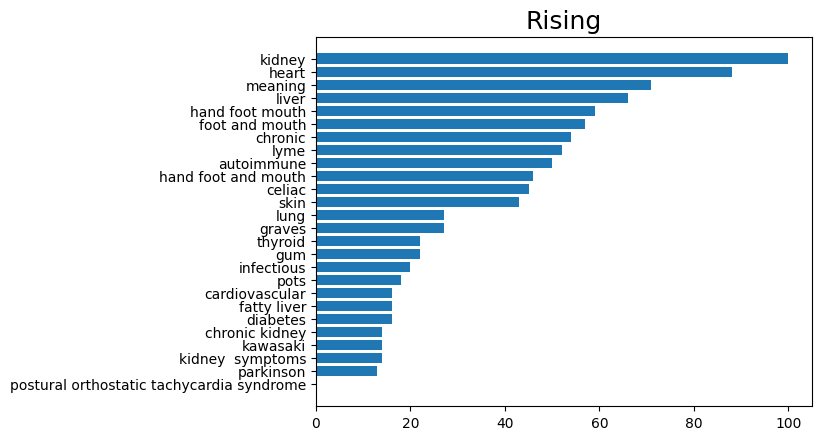 Rising
kidney
heart
meaning
liver
hand foot mouth
foot and mouth
chronic
lyme
autoimmune
hand foot and mouth
celiac
skin
lung
graves
thyroid
gum
infectious
pots
cardiovascular
fatty liver
diabetes
chronic kidney
kawasaki
kidney  symptoms
parkinson
postural orthostatic tachycardia syndrome
0 20 40 60 80 100